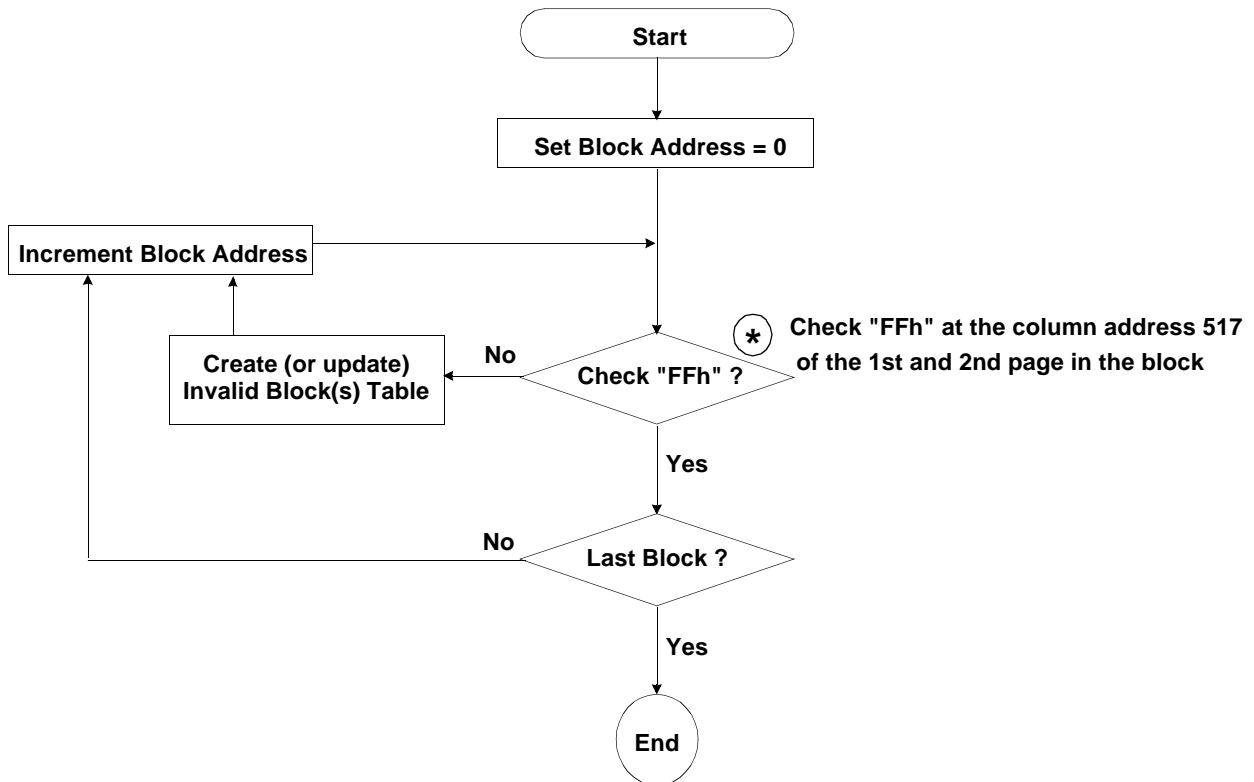 Start
Set Block Address = 0
Increment Block Address
* Check "FFh" at the column address 517
of the 1st and 2nd page in the block
No
Create (or update)
Invalid Block(s) Table
Check "FFh" ?
Yes
No
Last Block ?
Yes
End